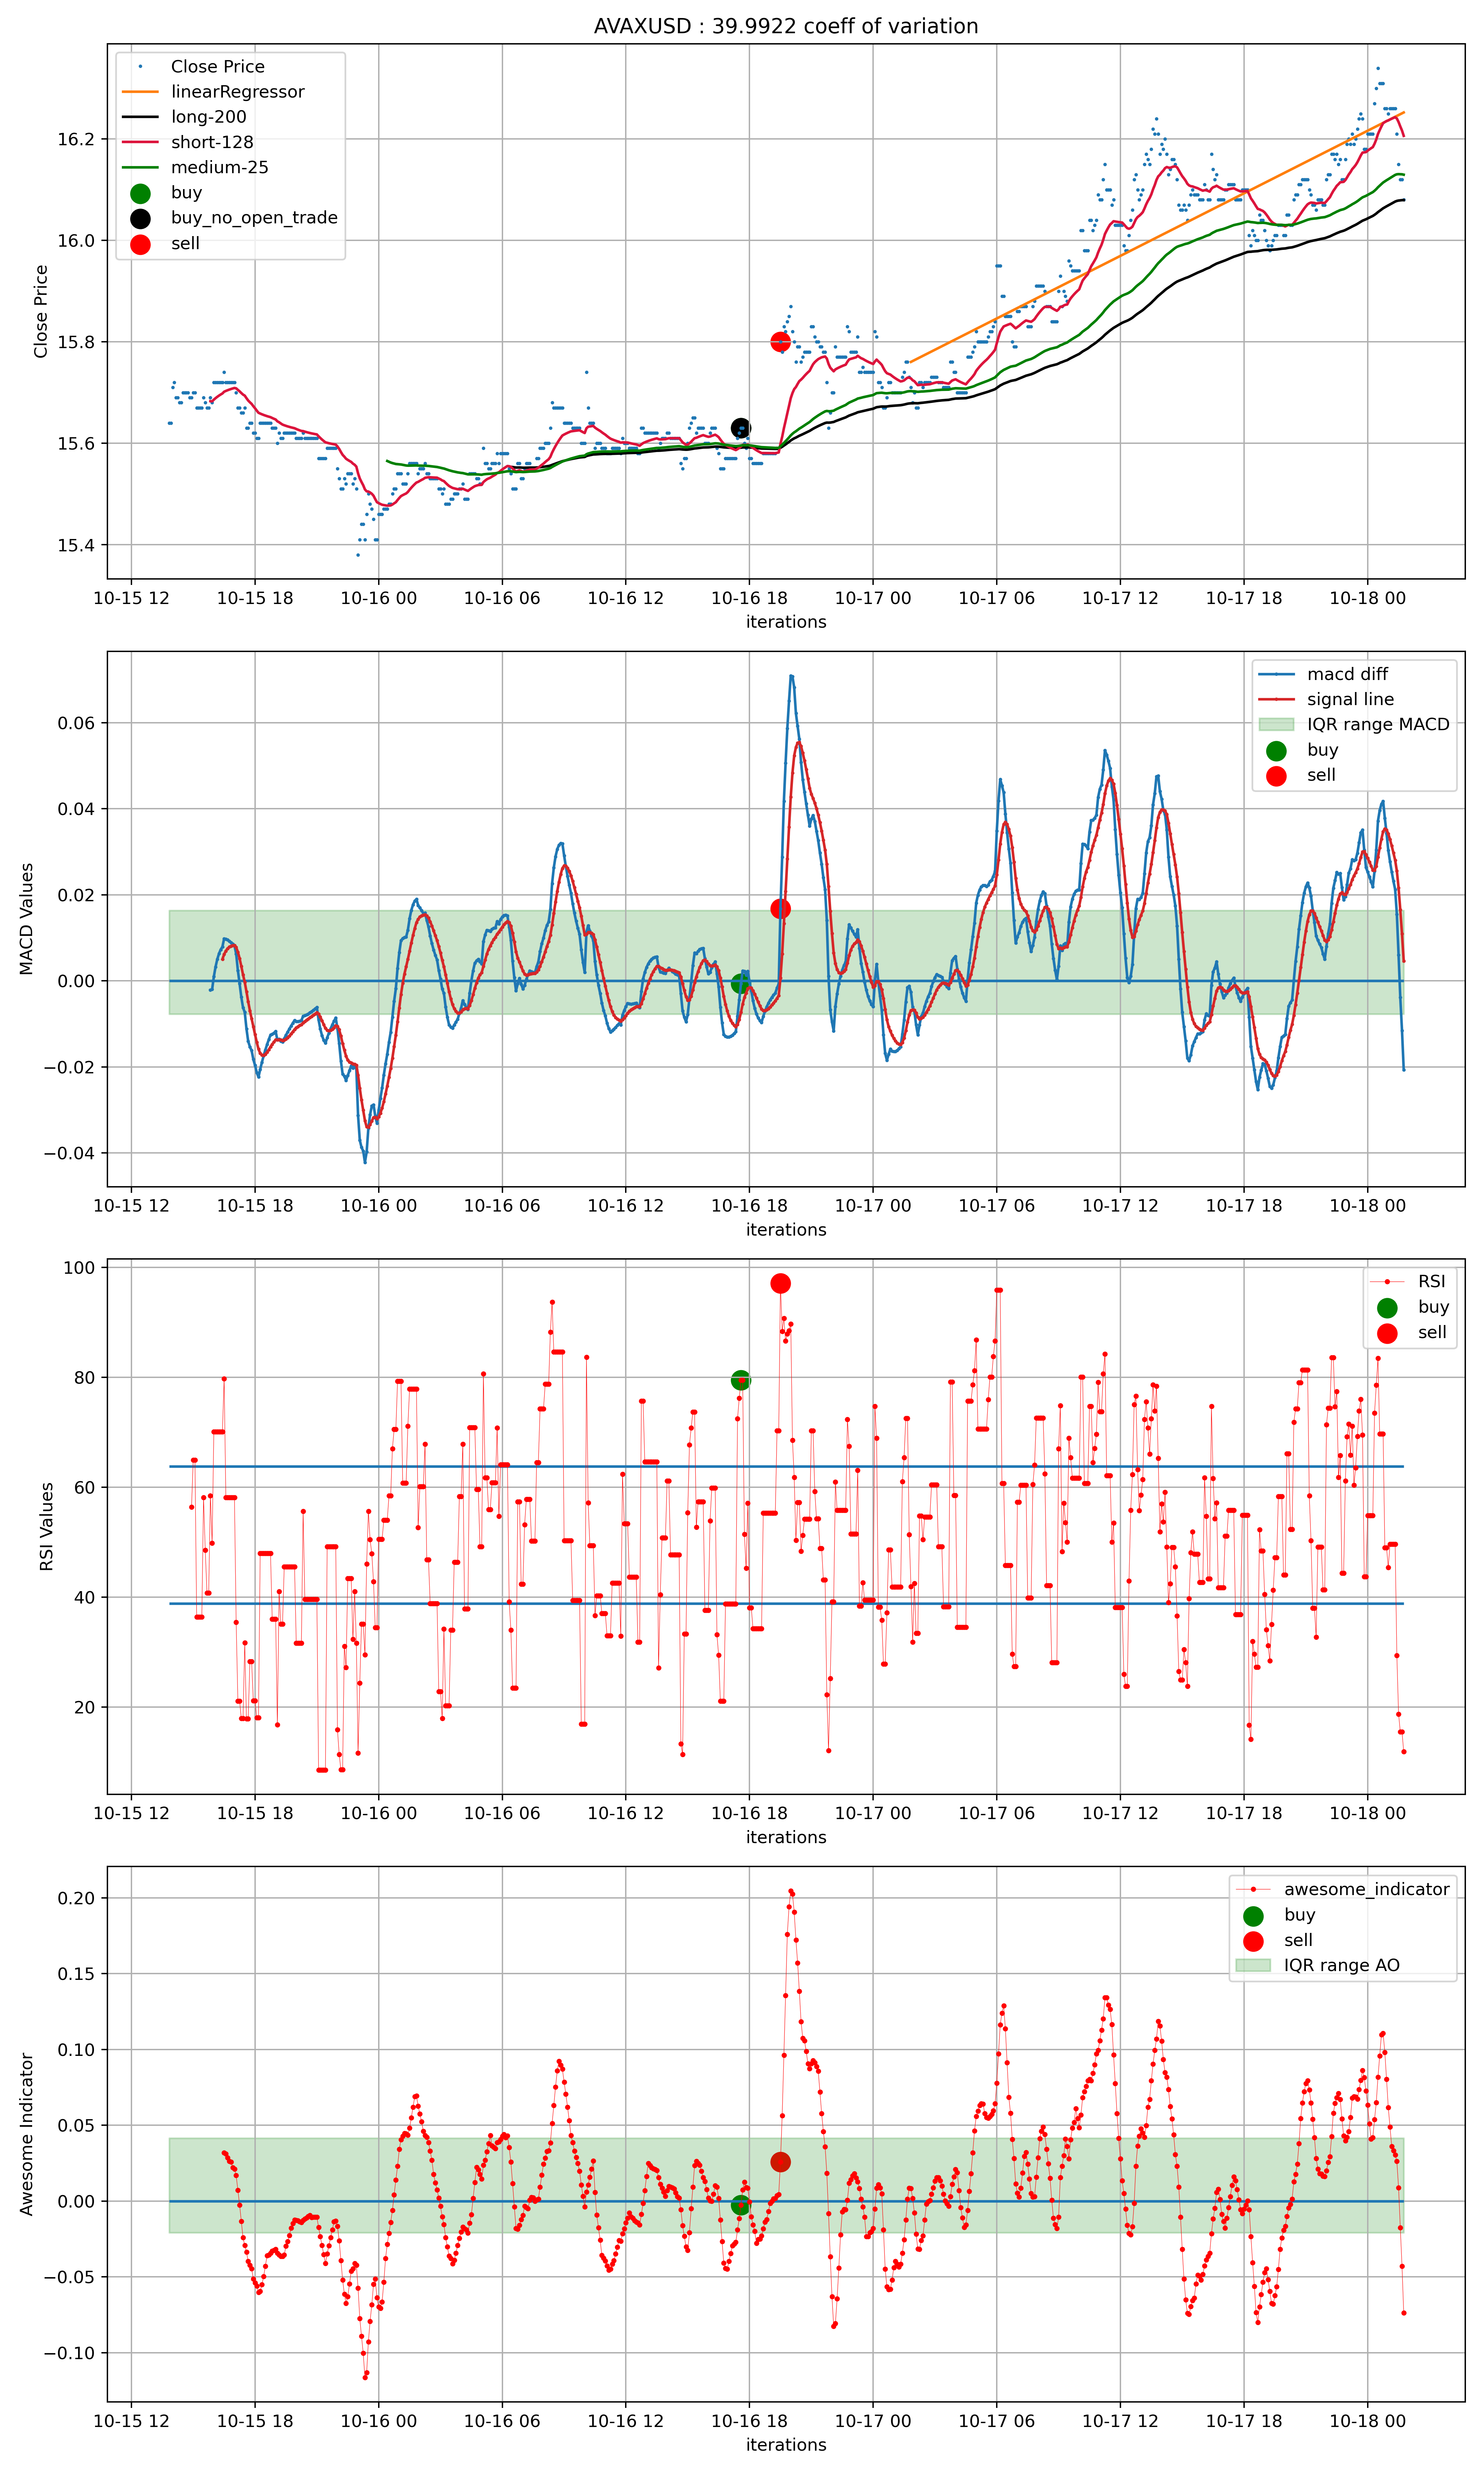 AVAXUSD : 39.9922 coeff of variation
Close Price
linearRegressor
long-200
short-128
medium-25
buy
buy_no_open_trade
sell
Close Price
16.2
16.0
15.8
15.6
15.4
10-15 12 10-15 18 10-16 00 10-16 06 10-16 12 10-16 18 10-17 00 10-17 06 10-17 12 10-17 18 10-18 00
iterations
macd diff
signal line
IQR range MACD
buy
sell
MACD Values
0.06
0.04
0.02
0.00
−0.02
−0.04
10-15 12 10-15 18 10-16 00 10-16 06 10-16 12 10-16 18 10-17 00 10-17 06 10-17 12 10-17 18 10-18 00
iterations
RSI
buy
sell
RSI Values
100
80
60
40
20
10-15 12 10-15 18 10-16 00 10-16 06 10-16 12 10-16 18 10-17 00 10-17 06 10-17 12 10-17 18 10-18 00
iterations
awesome_indicator
buy
sell
IQR range AO
Awesome Indicator
0.20
0.15
0.10
0.05
0.00
−0.05
−0.10
10-15 12 10-15 18 10-16 00 10-16 06 10-16 12 10-16 18 10-17 00 10-17 06 10-17 12 10-17 18 10-18 00
iterations